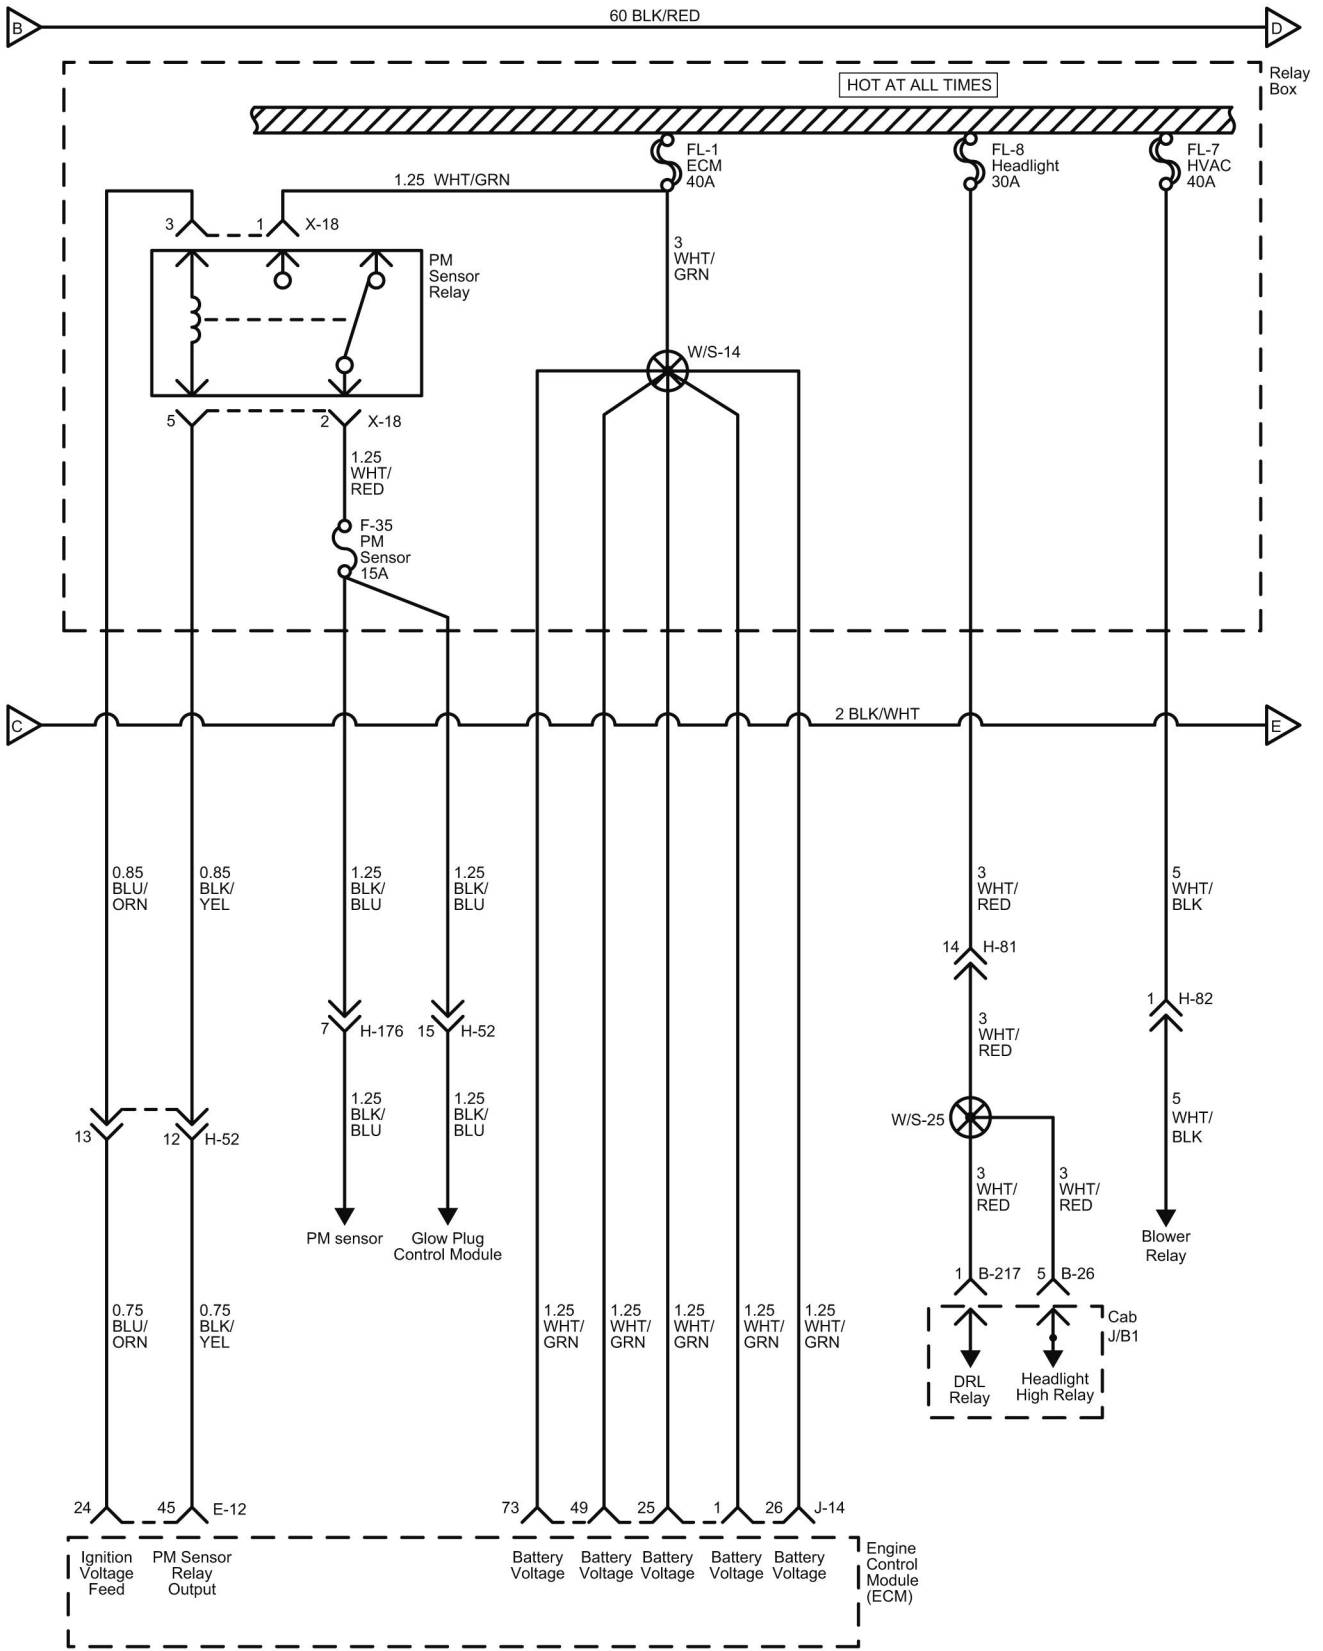 60 BLK/RED
B
D
Relay
Box
HOT AT ALL TIMES
FL-1
ECM
40A
FL-8
Headlight
30A
FL-7
HVAC
40A
1.25 WHT/GRN
3
1
X-18
3
WHT/
GRN
PM
Sensor
Relay
W/S-14
5
2
X-18
1.25
WHT/
RED
F-35
PM
Sensor
15A
C
2 BLK/WHT
E
0.85
BLU/
ORN
0.85
BLK/
YEL
1.25
BLK/
BLU
1.25
BLK/
BLU
3
WHT/
RED
5
WHT/
BLK
14
H-81
1
H-82
7
H-176
15
H-52
3
WHT/
RED
1.25
BLK/
BLU
1.25
BLK/
BLU
5
WHT/
BLK
13
12
H-52
W/S-25
3
WHT/
RED
3
WHT/
RED
PM sensor
Glow Plug
Control Module
Blower
Relay
1
B-217
5
B-26
0.75
BLU/
ORN
0.75
BLK/
YEL
1.25
WHT/
GRN
1.25
WHT/
GRN
1.25
WHT/
GRN
1.25
WHT/
GRN
1.25
WHT/
GRN
Cab
J/B1
DRL
Relay
Headlight
High Relay
24
45
E-12
73
49
25
1
26
J-14
Ignition
Voltage
Feed
PM Sensor
Relay
Output
Battery
Voltage
Battery
Voltage
Battery
Voltage
Battery
Voltage
Battery
Voltage
Engine
Control
Module
(ECM)